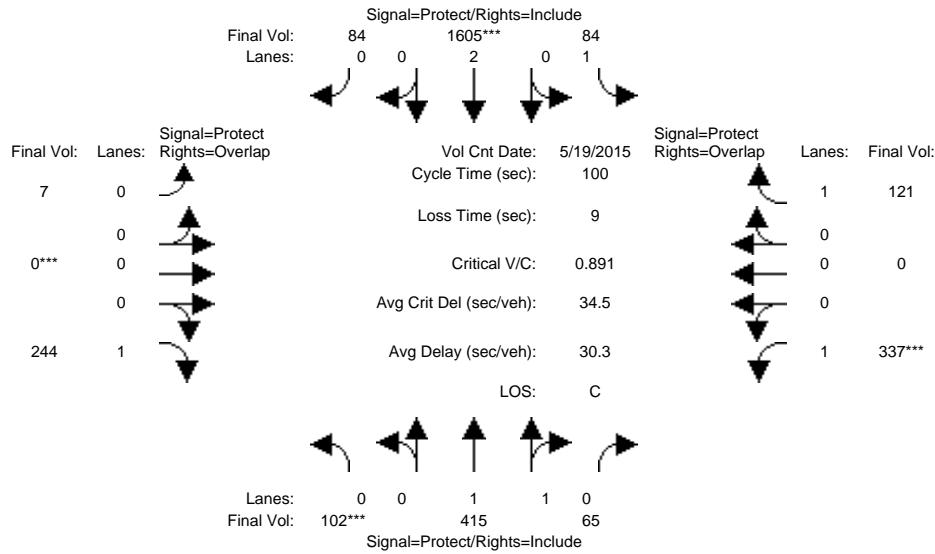 Signal=Protect/Rights=Include
Final Vol: 84 1605*** 84
Lanes: 0 0 2 0 1
Signal=Protect
Final Vol: Lanes: Rights=Overlap
Vol Cnt Date: 5/19/2015
Signal=Protect
Rights=Overlap Lanes: Final Vol:
Cycle Time (sec): 100
7 0 1 121
Loss Time (sec): 9
0 0
0*** 0 Critical V/C: 0.891 0 0
0 Avg Crit Del (sec/veh): 34.5 0
244 1 Avg Delay (sec/veh): 30.3 1 337***
LOS: C
Lanes: 0 0 1 1 0
Final Vol: 102*** 415 65
Signal=Protect/Rights=Include